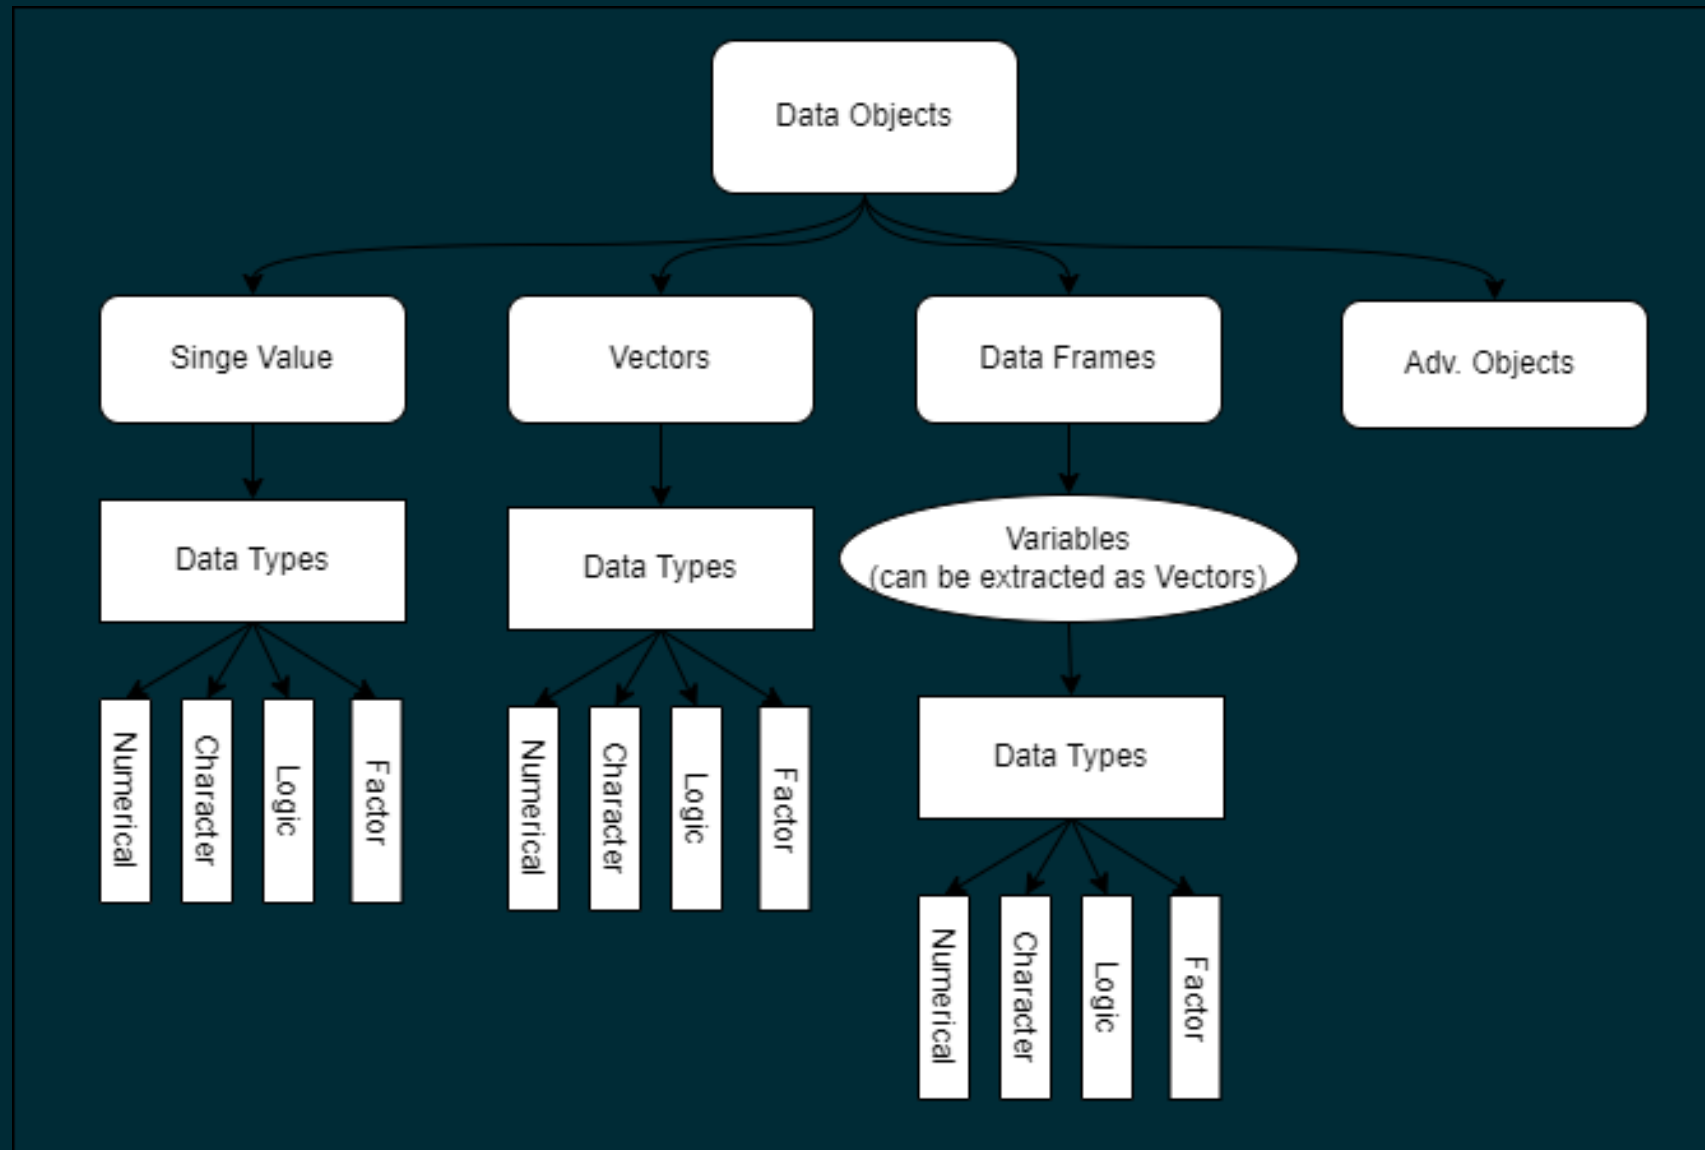 Data Objects
Singe Value
Vectors
Data Frames
Adv. Objects
Data Types
Data Types
Variables
(can be extracted as Vectors)
Numerical
Character
Logic
Factor
Numerical
Character
Logic
Factor
Data Types
Numerical
Character
Logic
Factor